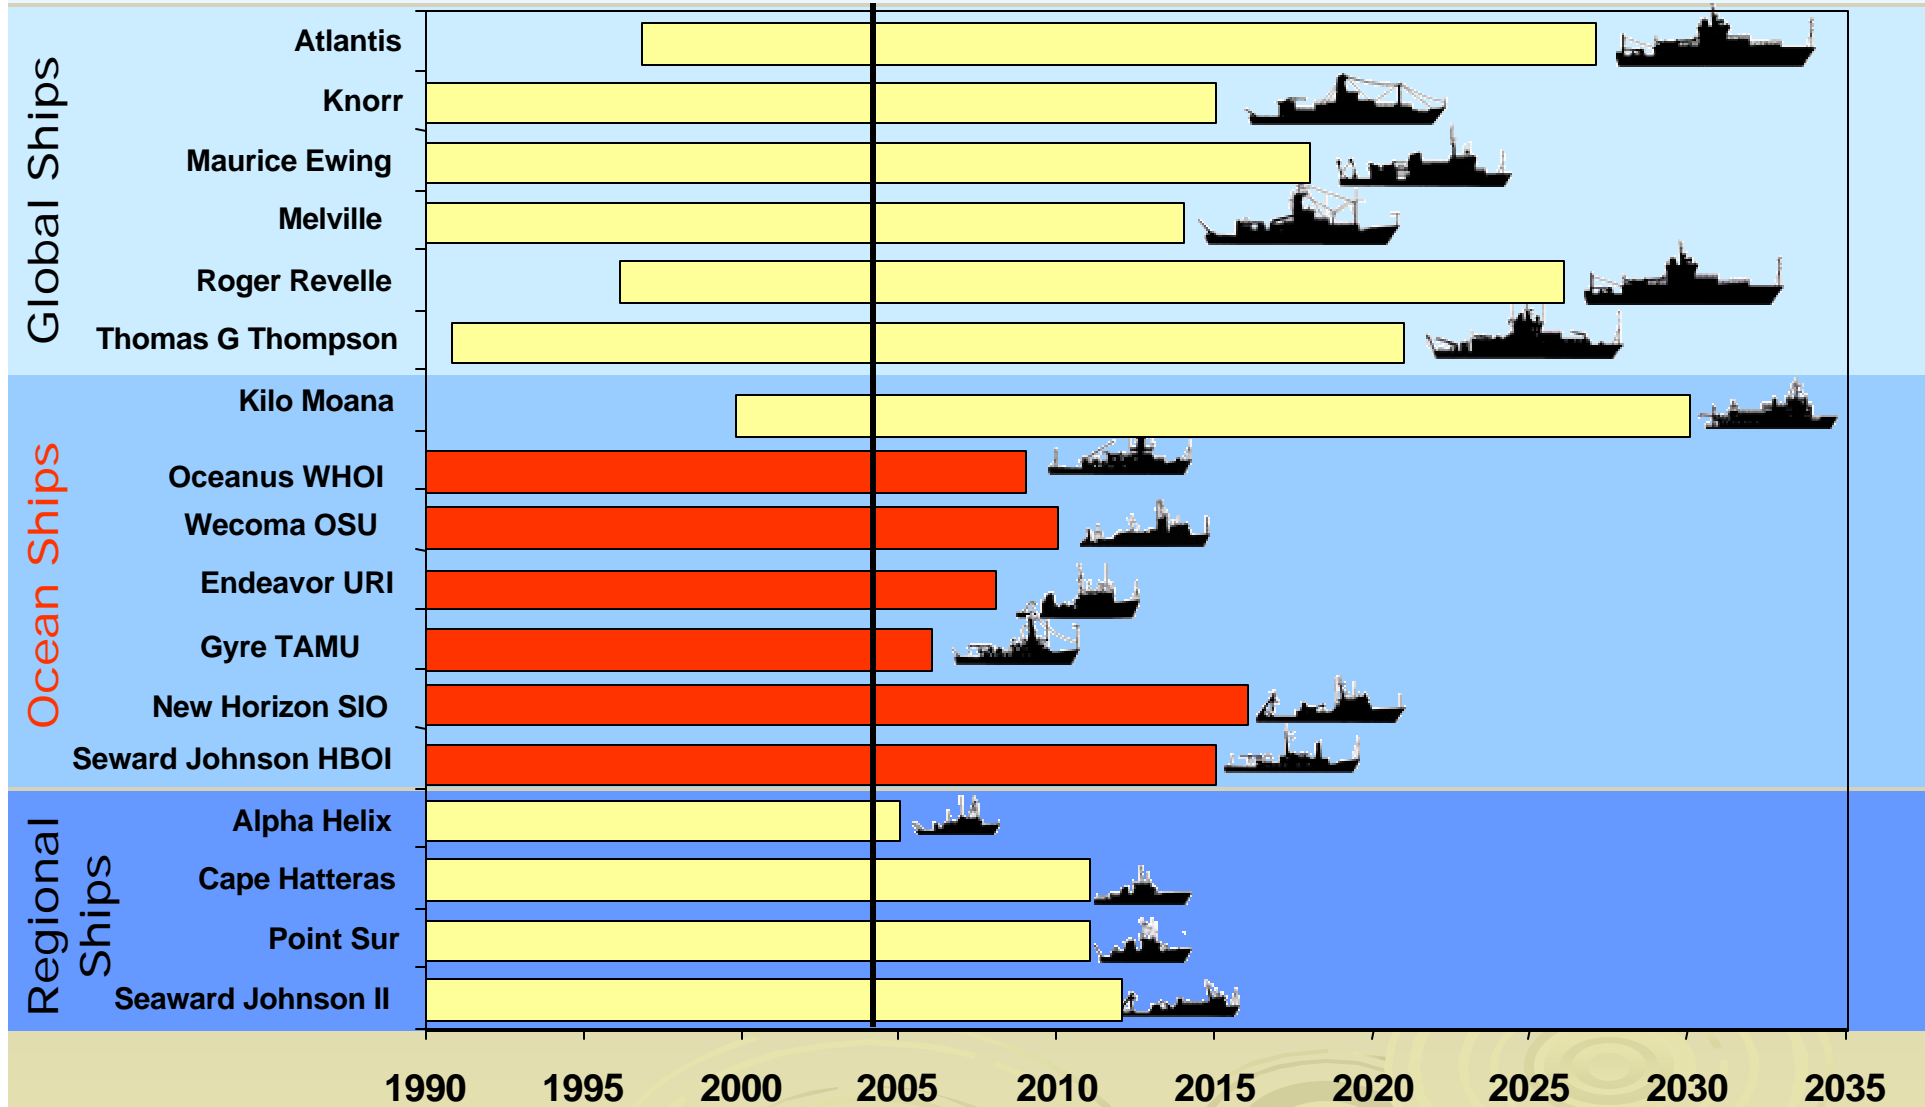 Global Ships
Atlantis
Knorr
Maurice Ewing
Melville
Roger Revelle
Thomas G Thompson
Ocean Ships
Kilo Moana
Oceanus WHOI
Wecoma OSU
Endeavor URI
Gyre TAMU
New Horizon SIO
Seward Johnson HBOI
Regional
Ships
Alpha Helix
Cape Hatteras
Point Sur
Seaward Johnson II
1990 1995 2000 2005 2010 2015 2020 2025 2030 2035